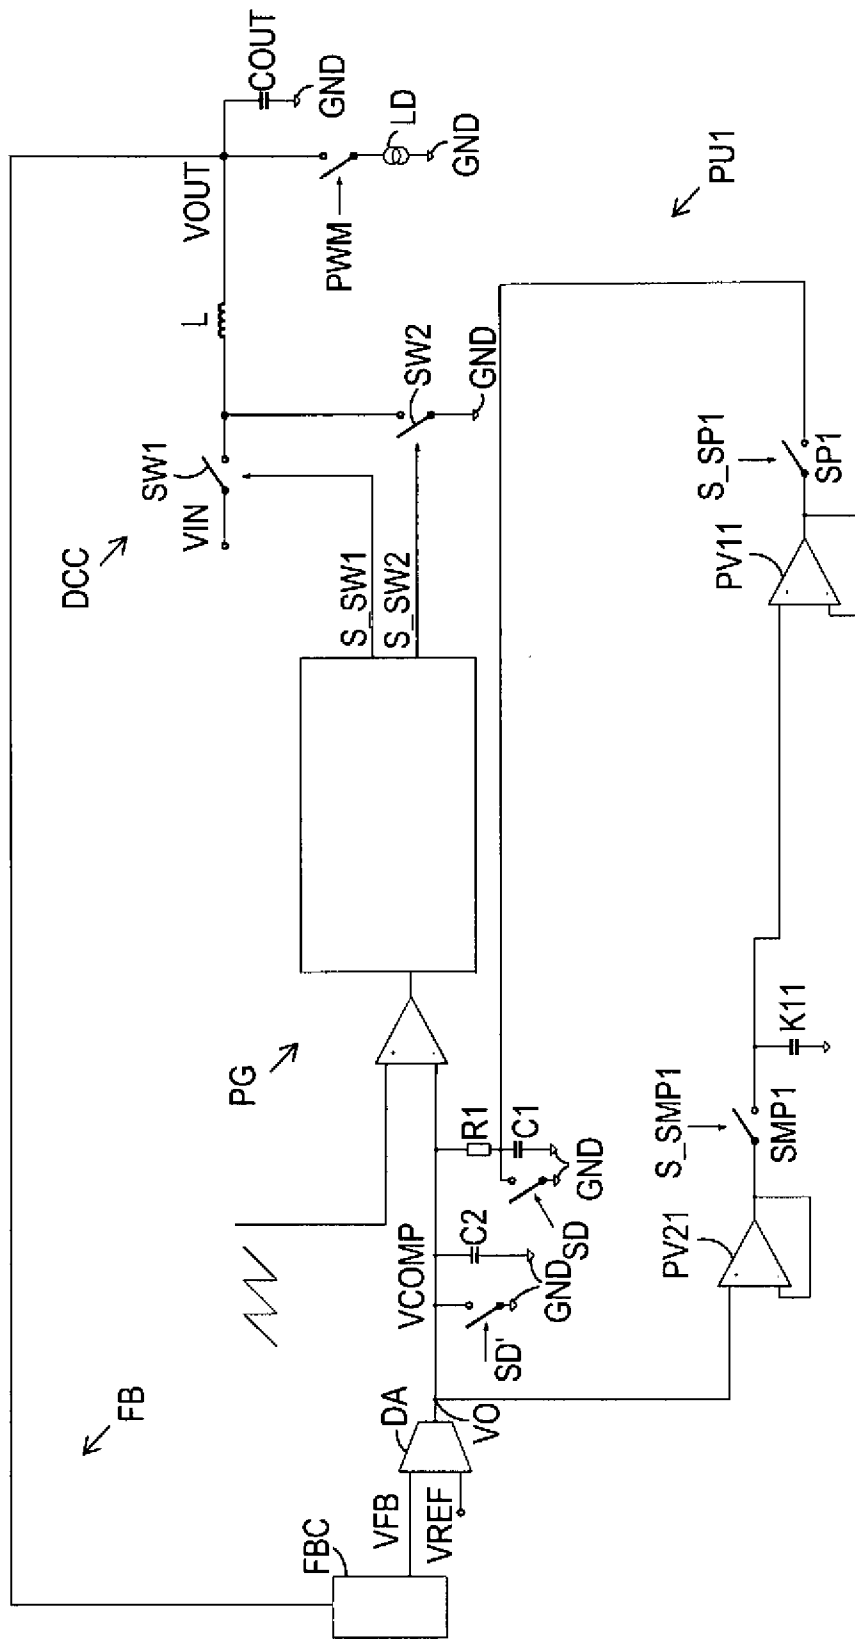 FB
DCC
PU1
FBC
VFB
VREF
DA
VO
VCOMP
SD'
C2
GND
SD
R1
C1
GND
PG
S_SW1
S_SW2
VIN
SW1
SW2
GND
L
VOUT
PWM
LD
GND
COUT
GND
PV21
S_SMP1
SMP1
K11
PV11
S_SP1
SP1